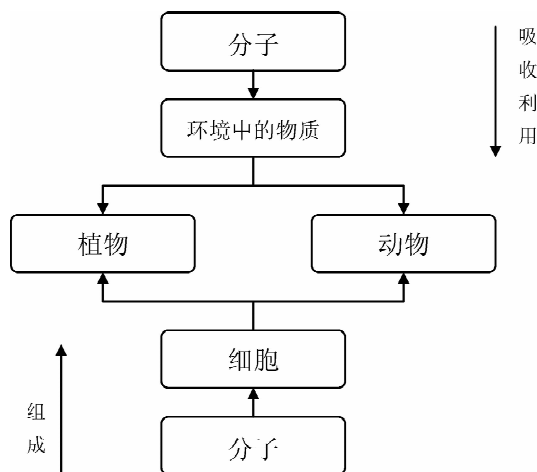 分子
吸收利用
环境中的物质
植物
动物
细胞
组成
分子